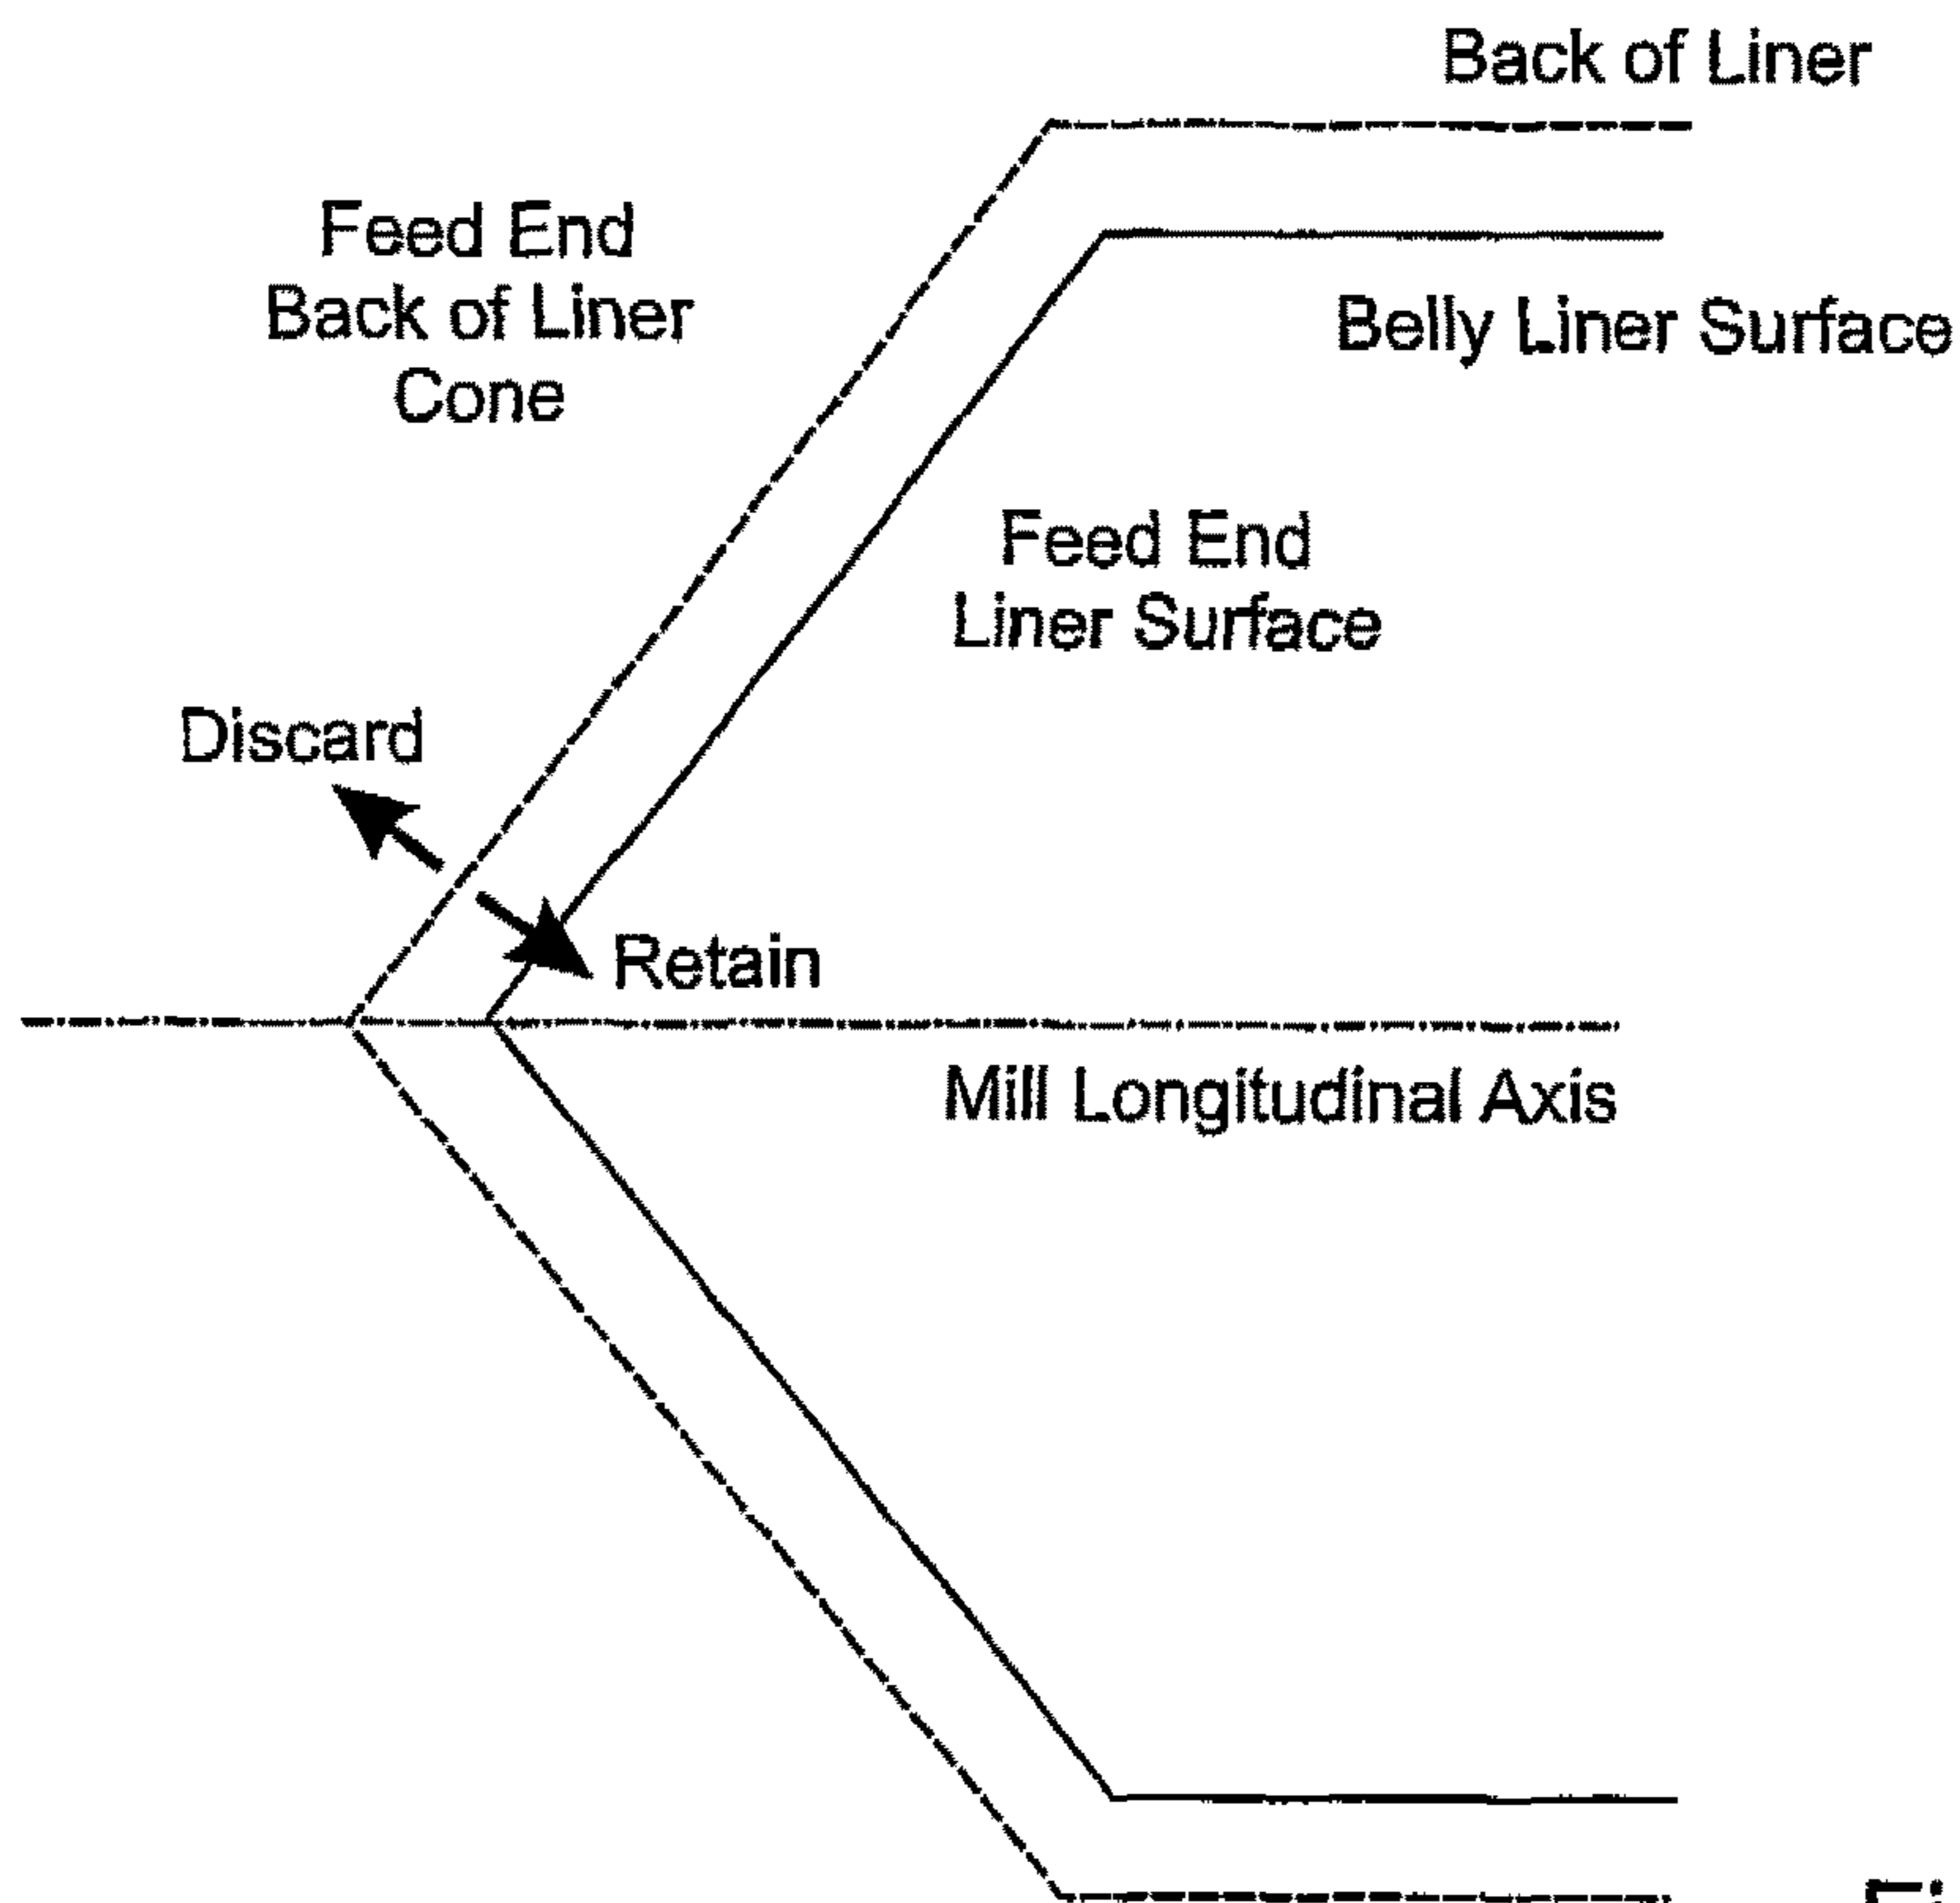 Back of Liner
Feed End
Back of Liner
Cone
Belly Liner Surface
Feed End
Liner Surface
Discard
Retain
Mill Longitudinal Axis